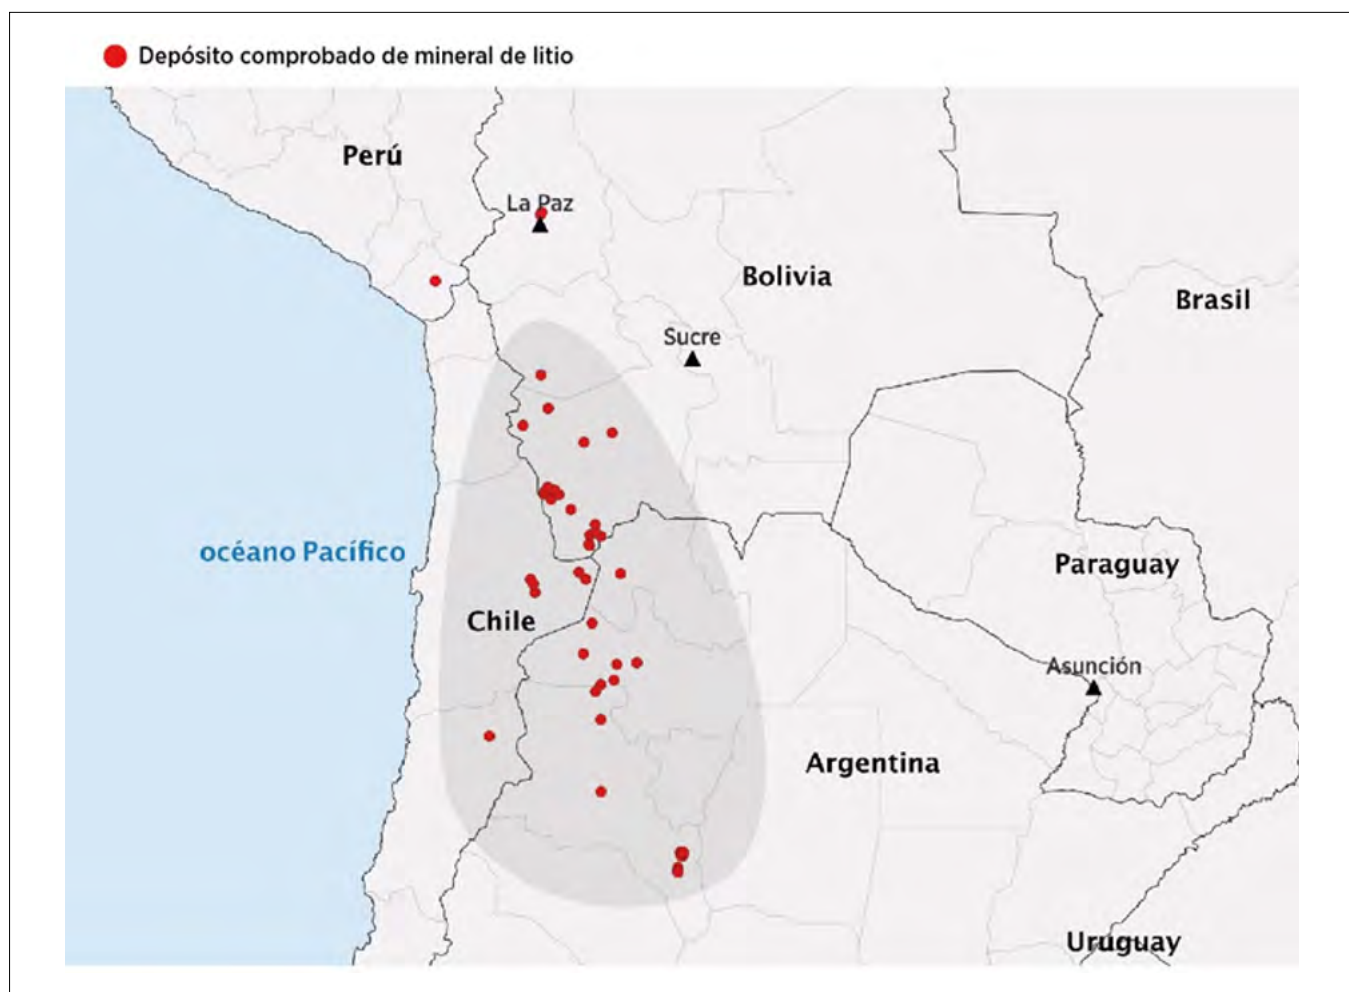 Depósito comprobado de mineral de litio
Perú
La Paz
Bolivia
Brasil
Sucre
océano Pacífico
Paraguay
Chile
Asunción
Argentina
Uruguay